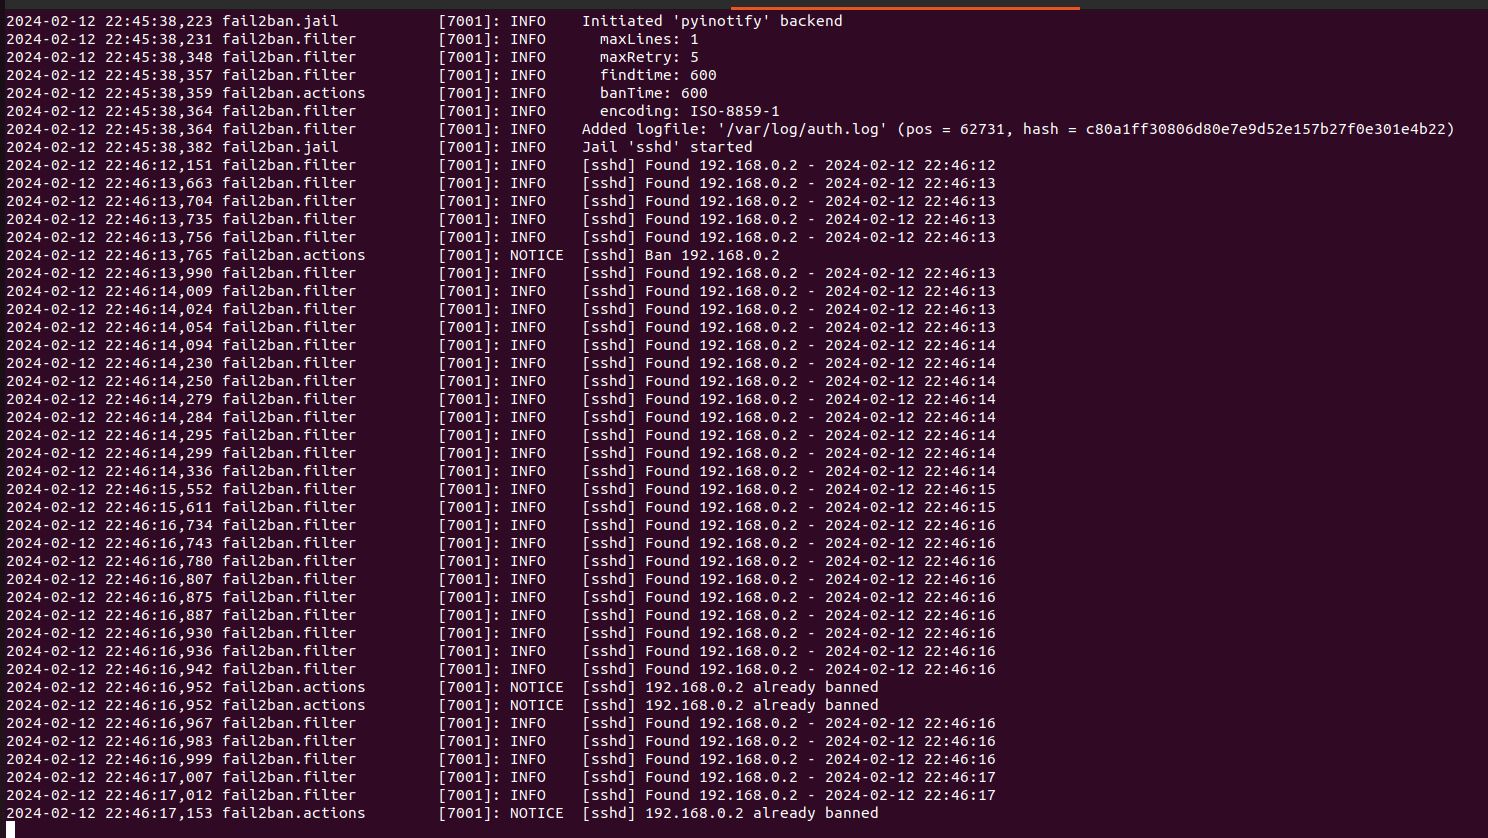 2024-02-12 22:45:38,223 fail2ban.jail           [7001]: INFO    Initiated 'pyinotify' backend
2024-02-12 22:45:38,231 fail2ban.filter         [7001]: INFO      maxLines: 1
2024-02-12 22:45:38,348 fail2ban.filter         [7001]: INFO      maxRetry: 5
2024-02-12 22:45:38,357 fail2ban.filter         [7001]: INFO      findtime: 600
2024-02-12 22:45:38,359 fail2ban.actions        [7001]: INFO      banTime: 600
2024-02-12 22:45:38,364 fail2ban.filter         [7001]: INFO      encoding: ISO-8859-1
2024-02-12 22:45:38,364 fail2ban.filter         [7001]: INFO    Added logfile: '/var/log/auth.log' (pos = 62731, hash = c80a1ff30806d80e7e9d52e157b27f0e301e4b22)
2024-02-12 22:45:38,382 fail2ban.jail           [7001]: INFO    Jail 'sshd' started
2024-02-12 22:46:12,151 fail2ban.filter         [7001]: INFO    [sshd] Found 192.168.0.2 - 2024-02-12 22:46:12
2024-02-12 22:46:13,663 fail2ban.filter         [7001]: INFO    [sshd] Found 192.168.0.2 - 2024-02-12 22:46:13
2024-02-12 22:46:13,704 fail2ban.filter         [7001]: INFO    [sshd] Found 192.168.0.2 - 2024-02-12 22:46:13
2024-02-12 22:46:13,735 fail2ban.filter         [7001]: INFO    [sshd] Found 192.168.0.2 - 2024-02-12 22:46:13
2024-02-12 22:46:13,756 fail2ban.filter         [7001]: INFO    [sshd] Found 192.168.0.2 - 2024-02-12 22:46:13
2024-02-12 22:46:13,765 fail2ban.actions        [7001]: NOTICE  [sshd] Ban 192.168.0.2
2024-02-12 22:46:13,990 fail2ban.filter         [7001]: INFO    [sshd] Found 192.168.0.2 - 2024-02-12 22:46:13
2024-02-12 22:46:14,009 fail2ban.filter         [7001]: INFO    [sshd] Found 192.168.0.2 - 2024-02-12 22:46:13
2024-02-12 22:46:14,024 fail2ban.filter         [7001]: INFO    [sshd] Found 192.168.0.2 - 2024-02-12 22:46:13
2024-02-12 22:46:14,054 fail2ban.filter         [7001]: INFO    [sshd] Found 192.168.0.2 - 2024-02-12 22:46:13
2024-02-12 22:46:14,094 fail2ban.filter         [7001]: INFO    [sshd] Found 192.168.0.2 - 2024-02-12 22:46:14
2024-02-12 22:46:14,230 fail2ban.filter         [7001]: INFO    [sshd] Found 192.168.0.2 - 2024-02-12 22:46:14
2024-02-12 22:46:14,250 fail2ban.filter         [7001]: INFO    [sshd] Found 192.168.0.2 - 2024-02-12 22:46:14
2024-02-12 22:46:14,279 fail2ban.filter         [7001]: INFO    [sshd] Found 192.168.0.2 - 2024-02-12 22:46:14
2024-02-12 22:46:14,284 fail2ban.filter         [7001]: INFO    [sshd] Found 192.168.0.2 - 2024-02-12 22:46:14
2024-02-12 22:46:14,295 fail2ban.filter         [7001]: INFO    [sshd] Found 192.168.0.2 - 2024-02-12 22:46:14
2024-02-12 22:46:14,299 fail2ban.filter         [7001]: INFO    [sshd] Found 192.168.0.2 - 2024-02-12 22:46:14
2024-02-12 22:46:14,336 fail2ban.filter         [7001]: INFO    [sshd] Found 192.168.0.2 - 2024-02-12 22:46:14
2024-02-12 22:46:15,552 fail2ban.filter         [7001]: INFO    [sshd] Found 192.168.0.2 - 2024-02-12 22:46:15
2024-02-12 22:46:15,611 fail2ban.filter         [7001]: INFO    [sshd] Found 192.168.0.2 - 2024-02-12 22:46:15
2024-02-12 22:46:16,734 fail2ban.filter         [7001]: INFO    [sshd] Found 192.168.0.2 - 2024-02-12 22:46:16
2024-02-12 22:46:16,743 fail2ban.filter         [7001]: INFO    [sshd] Found 192.168.0.2 - 2024-02-12 22:46:16
2024-02-12 22:46:16,780 fail2ban.filter         [7001]: INFO    [sshd] Found 192.168.0.2 - 2024-02-12 22:46:16
2024-02-12 22:46:16,807 fail2ban.filter         [7001]: INFO    [sshd] Found 192.168.0.2 - 2024-02-12 22:46:16
2024-02-12 22:46:16,875 fail2ban.filter         [7001]: INFO    [sshd] Found 192.168.0.2 - 2024-02-12 22:46:16
2024-02-12 22:46:16,887 fail2ban.filter         [7001]: INFO    [sshd] Found 192.168.0.2 - 2024-02-12 22:46:16
2024-02-12 22:46:16,930 fail2ban.filter         [7001]: INFO    [sshd] Found 192.168.0.2 - 2024-02-12 22:46:16
2024-02-12 22:46:16,936 fail2ban.filter         [7001]: INFO    [sshd] Found 192.168.0.2 - 2024-02-12 22:46:16
2024-02-12 22:46:16,942 fail2ban.filter         [7001]: INFO    [sshd] Found 192.168.0.2 - 2024-02-12 22:46:16
2024-02-12 22:46:16,952 fail2ban.actions        [7001]: NOTICE  [sshd] 192.168.0.2 already banned
2024-02-12 22:46:16,952 fail2ban.actions        [7001]: NOTICE  [sshd] 192.168.0.2 already banned
2024-02-12 22:46:16,967 fail2ban.filter         [7001]: INFO    [sshd] Found 192.168.0.2 - 2024-02-12 22:46:16
2024-02-12 22:46:16,983 fail2ban.filter         [7001]: INFO    [sshd] Found 192.168.0.2 - 2024-02-12 22:46:16
2024-02-12 22:46:16,999 fail2ban.filter         [7001]: INFO    [sshd] Found 192.168.0.2 - 2024-02-12 22:46:16
2024-02-12 22:46:17,007 fail2ban.filter         [7001]: INFO    [sshd] Found 192.168.0.2 - 2024-02-12 22:46:17
2024-02-12 22:46:17,012 fail2ban.filter         [7001]: INFO    [sshd] Found 192.168.0.2 - 2024-02-12 22:46:17
2024-02-12 22:46:17,153 fail2ban.actions        [7001]: NOTICE  [sshd] 192.168.0.2 already banned